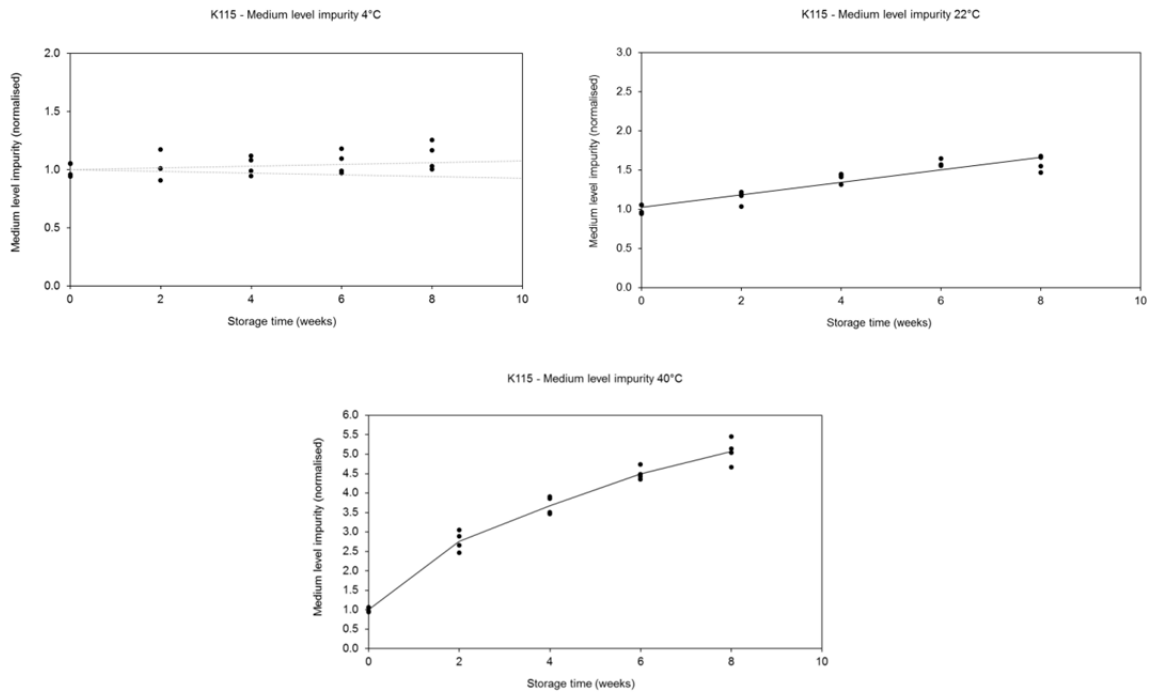 K115 - Medium level impurity 4°C
Medium level impurity (normalised)
2.0
1.5
1.0
0.5
0.0
0 2 4 6 8 10
Storage time (weeks)
K115 - Medium level impurity 22°C
Medium level impurity (normalised)
3.0
2.5
2.0
1.5
1.0
0.5
0.0
0 2 4 6 8 10
Storage time (weeks)
K115 - Medium level impurity 40°C
Medium level impurity (normalised)
6.0
5.5
5.0
4.5
4.0
3.5
3.0
2.5
2.0
1.5
1.0
0.5
0.0
0 2 4 6 8 10
Storage time (weeks)